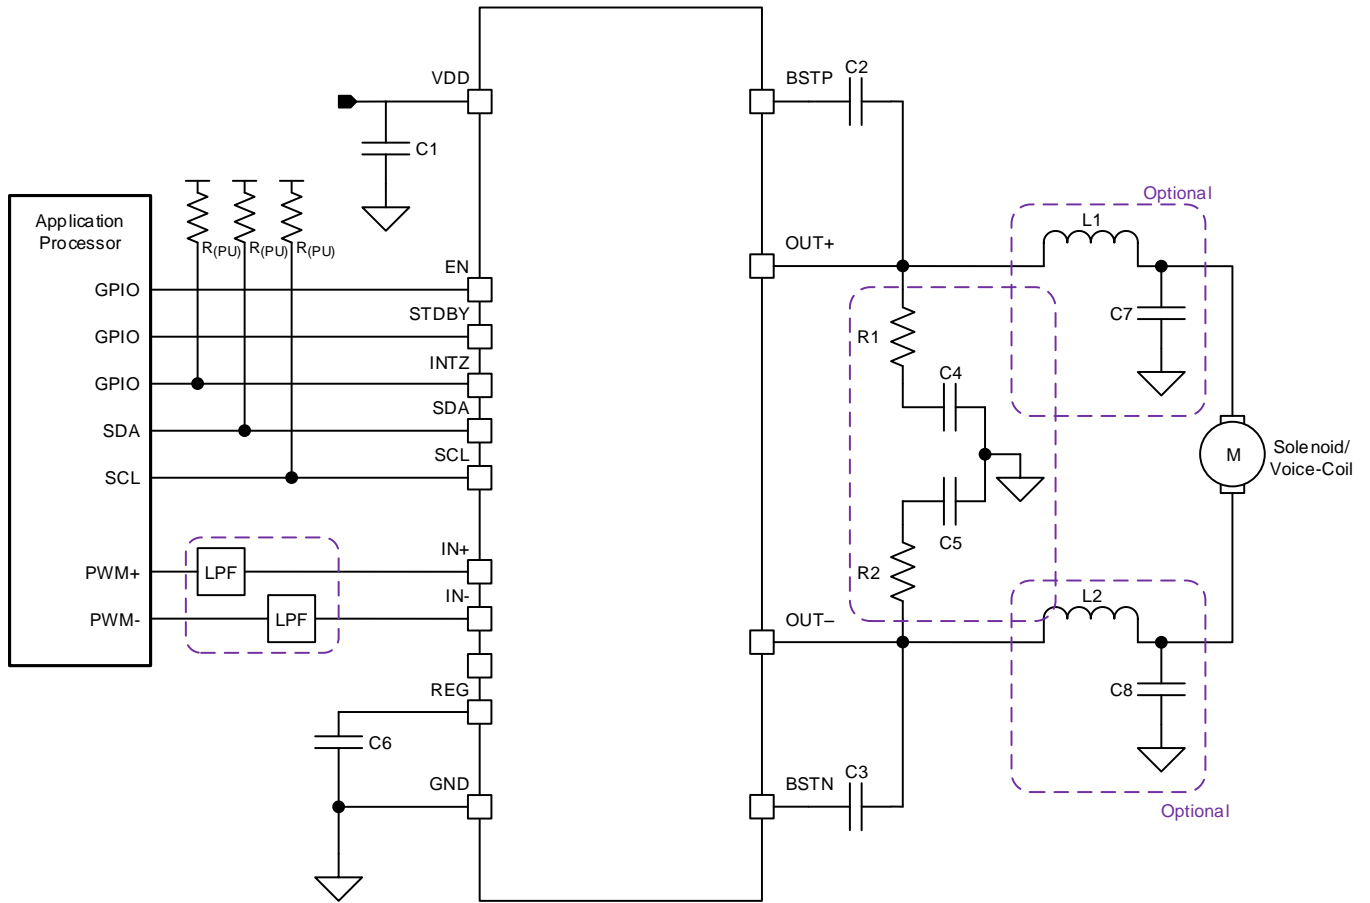 VDD
C1
BSTP
C2
Application
Processor
R(PU)
R(PU)
R(PU)
GPIO
EN
GPIO
STDBY
GPIO
INTZ
SDA
SDA
SCL
SCL
PWM+
LPF
IN+
PWM-
LPF
IN-
REG
C6
GND
OUT+
Optional
L1
C7
R1
C4
M
Solenoid/
Voice-Coil
C5
R2
L2
OUT–
C8
BSTN
C3
Optional